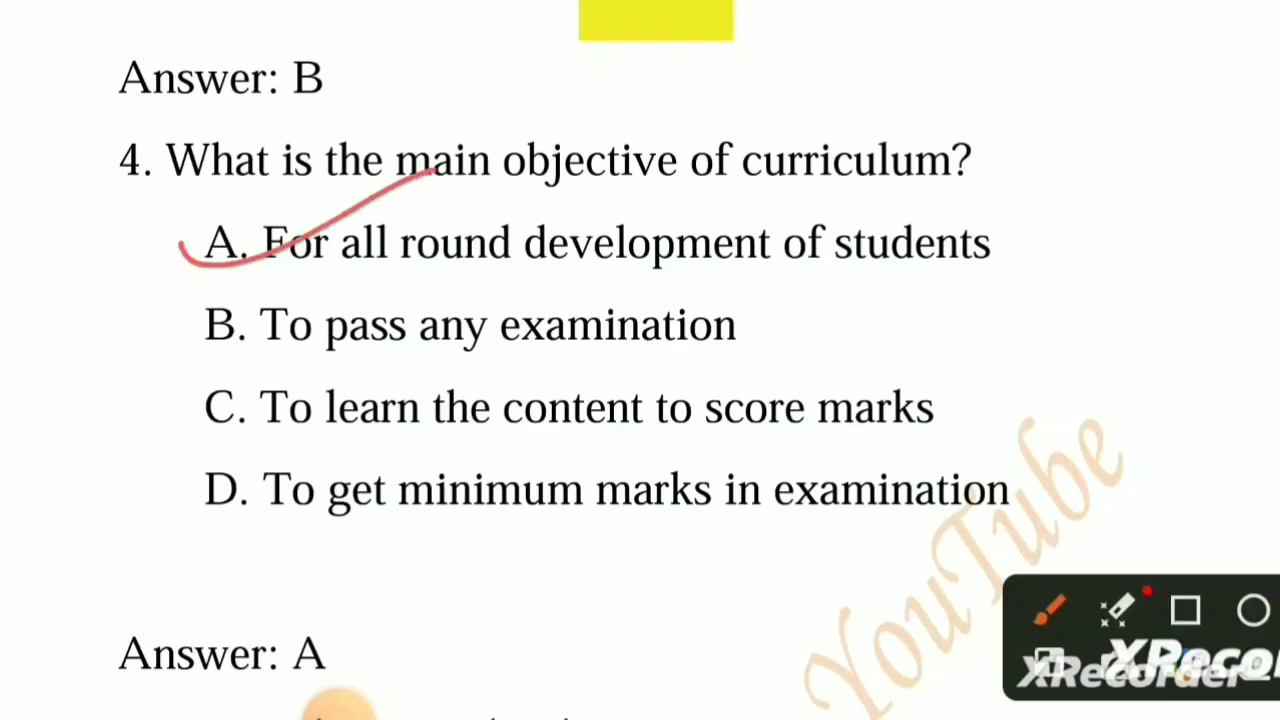 Answer: B
4. What is the main objective of curriculum?
A. For all round development of students
B. To pass any examination
C. To learn the content to score marks
D. To get minimum marks in examination
YouTube
Answer: A
XRecorder